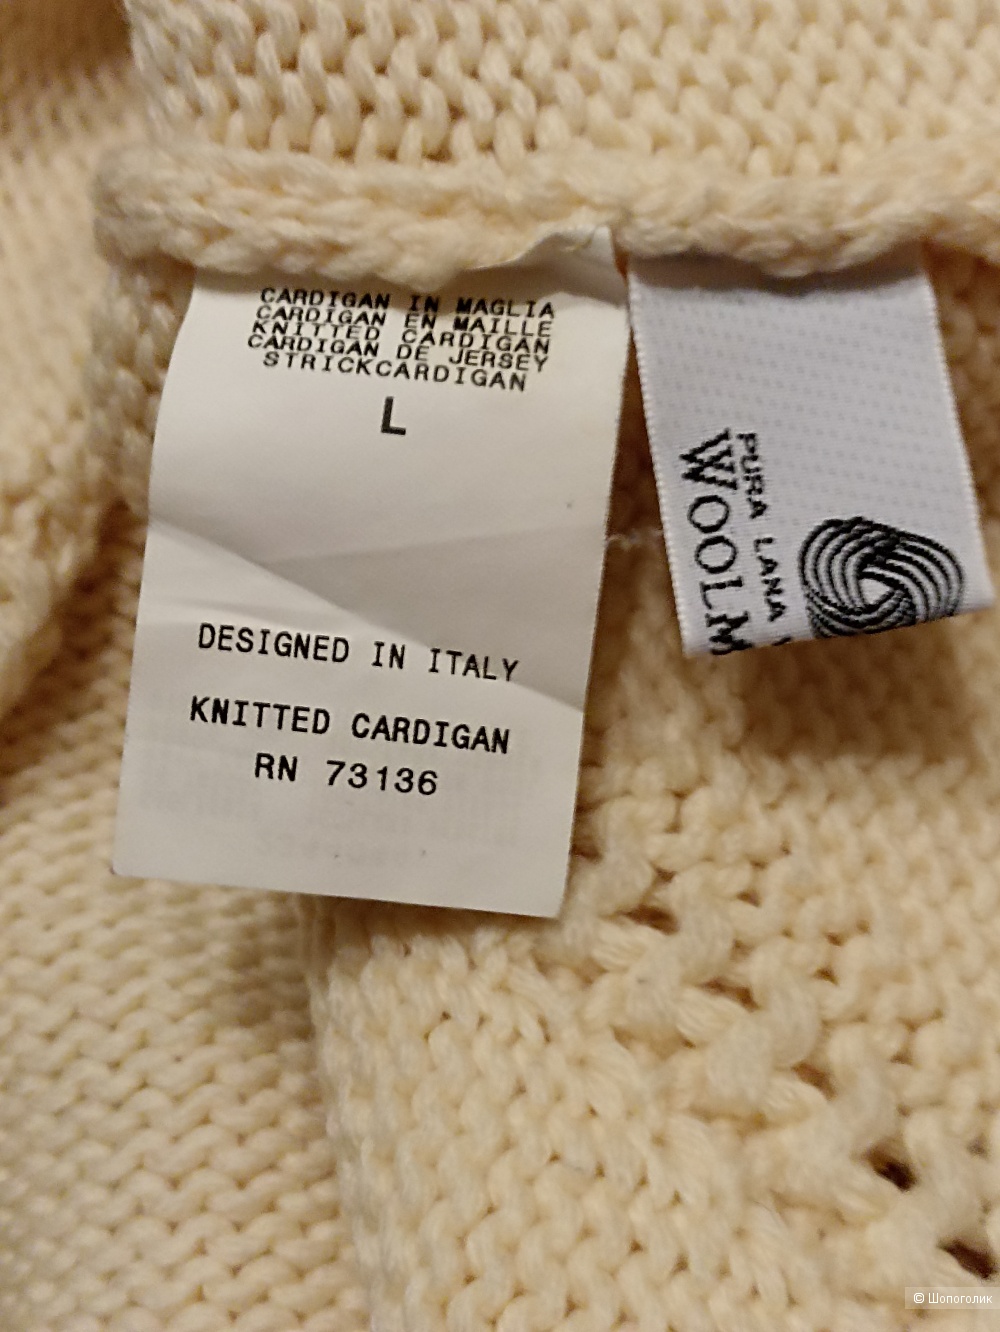 CARDIGAN IN MAGLIA
CARDIGAN EN MAILLE
KNITTED CARDIGAN
CARDIGAN DE JERSEY
STRICKCARDIGAN
L
DESIGNED IN ITALY
KNITTED CARDIGAN
RN 73136
PURA LANA
WOOLM
© Шопоголик